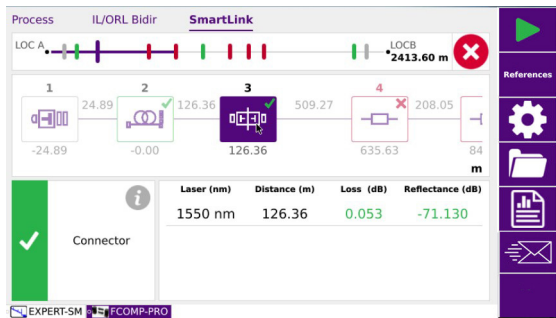 Process IL/ORL Bidir SmartLink
LOC A LOCB
2413.60 m
References
1 2 3 4
24.89 126.36 509.27 208.05
-24.89 -0.00 126.36 635.63 84
m
Laser (nm) Distance (m) Loss (dB) Reflectance (dB)
1550 nm 126.36 0.053 -71.130
Connector
EXPERT-SM FCOMP-PRO